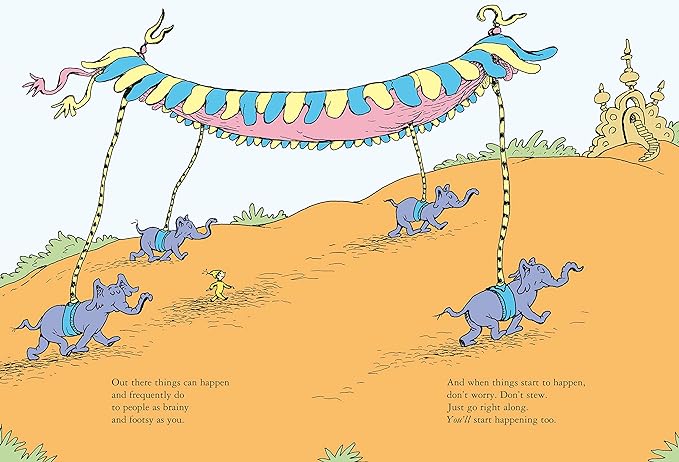 Out there things can happen
and frequently do
to people as brainy
and footsy as you.
And when things start to happen,
don't worry. Don't stew.
Just go right along.
You'll start happening too.